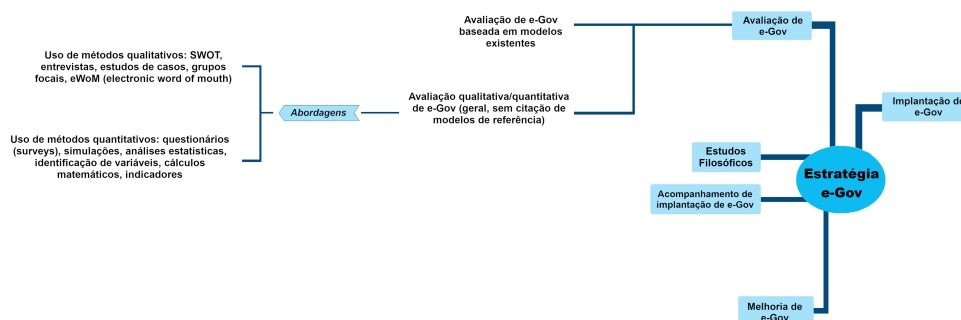 Avaliação de e-Gov
baseada em modelos
existentes
Avaliação de
e-Gov
Uso de métodos qualitativos: SWOT,
entrevistas, estudos de casos, grupos
focais, eWoM (electronic word of mouth)
Abordagens
Avaliação qualitativa/quantitativa
de e-Gov (geral, sem citação de
modelos de referência)
Uso de métodos quantitativos: questionários
(surveys), simulações, análises estatísticas,
identificação de variáveis, cálculos
matemáticos, indicadores
Implantação de
e-Gov
Estudos
Filosóficos
Estratégia
e-Gov
Acompanhamento de
implantação de e-Gov
Melhoria de
e-Gov